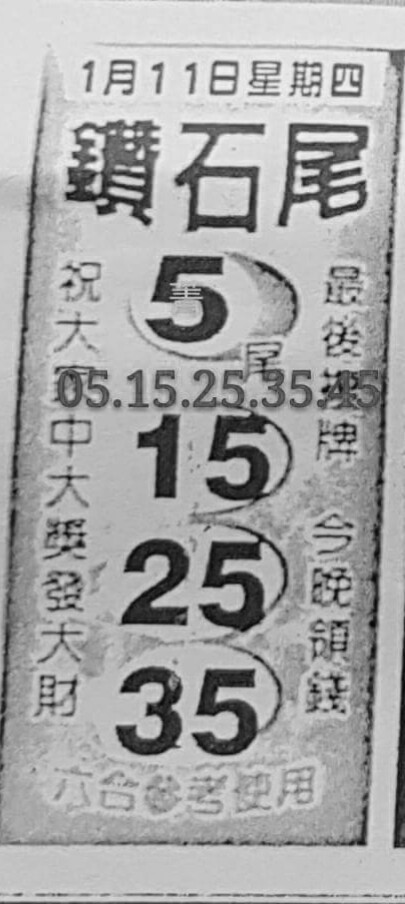 1月11日星期四
鑽石尾
最後攤牌 今晚領錢
5
尾
05.15.25.35.45
15
25
35
祝大家中大獎發大財
六合參考使用